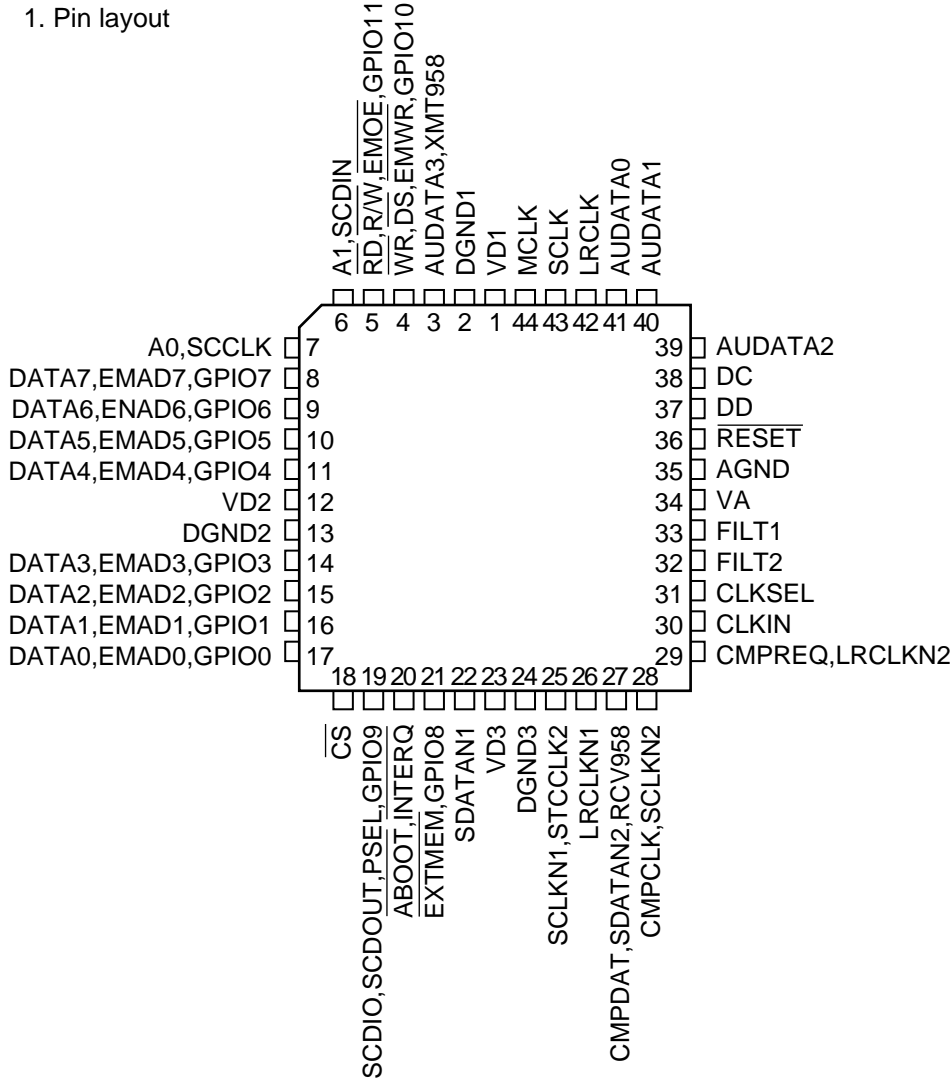 1. Pin layout
A1,SCDIN
RD,R/W,EMOE,GPIO11
WR,DS,EMWR,GPIO10
AUDATA3,XMT958
DGND1
VD1
MCLK
SCLK
LRCLK
AUDATA0
AUDATA1
6 5 4 3 2 1 44 43 42 41 40
A0,SCCLK 7
DATA7,EMAD7,GPIO7 8
DATA6,ENAD6,GPIO6 9
DATA5,EMAD5,GPIO5 10
DATA4,EMAD4,GPIO4 11
VD2 12
DGND2 13
DATA3,EMAD3,GPIO3 14
DATA2,EMAD2,GPIO2 15
DATA1,EMAD1,GPIO1 16
DATA0,EMAD0,GPIO0 17
39 AUDATA2
38 DC
37 DD
36 RESET
35 AGND
34 VA
33 FILT1
32 FILT2
31 CLKSEL
30 CLKIN
29 CMPREQ,LRCLKN2
18 19 20 21 22 23 24 25 26 27 28
CS
SCDIO,SCDOUT,PSEL,GPIO9
ABOOT,INTERQ
EXTMEM,GPIO8
SDATAN1
VD3
DGND3
SCLKN1,STCCLK2
LRCLKN1
CMPDAT,SDATAN2,RCV958
CMPCLK,SCLKN2